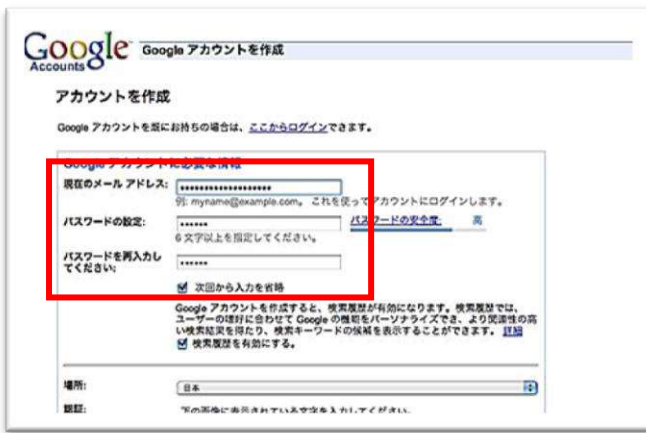 Google Accounts
Google アカウントを作成
アカウントを作成
Google アカウントを既にお持ちの場合は、ここからログインできます。
Google アカウントに必要な情報
現在のメール アドレス: *******************
例: myname@example.com。 これを使ってアカウントにログインします。
パスワードの設定: ****** パスワードの安全度: 高
6 文字以上を指定してください。
パスワードを再入力し
てください: ******
次回から入力を省略
Google アカウントを作成すると、検索履歴が有効になります。検索履歴では、
ユーザーの嗜好に合わせて Google の機能をパーソナライズでき、より関連性の高
い検索結果を得たり、検索キーワードの候補を表示することができます。 詳細
検索履歴を有効にする。
場所: 日本
認証: 下の画像に表示されている文字を入力してください。